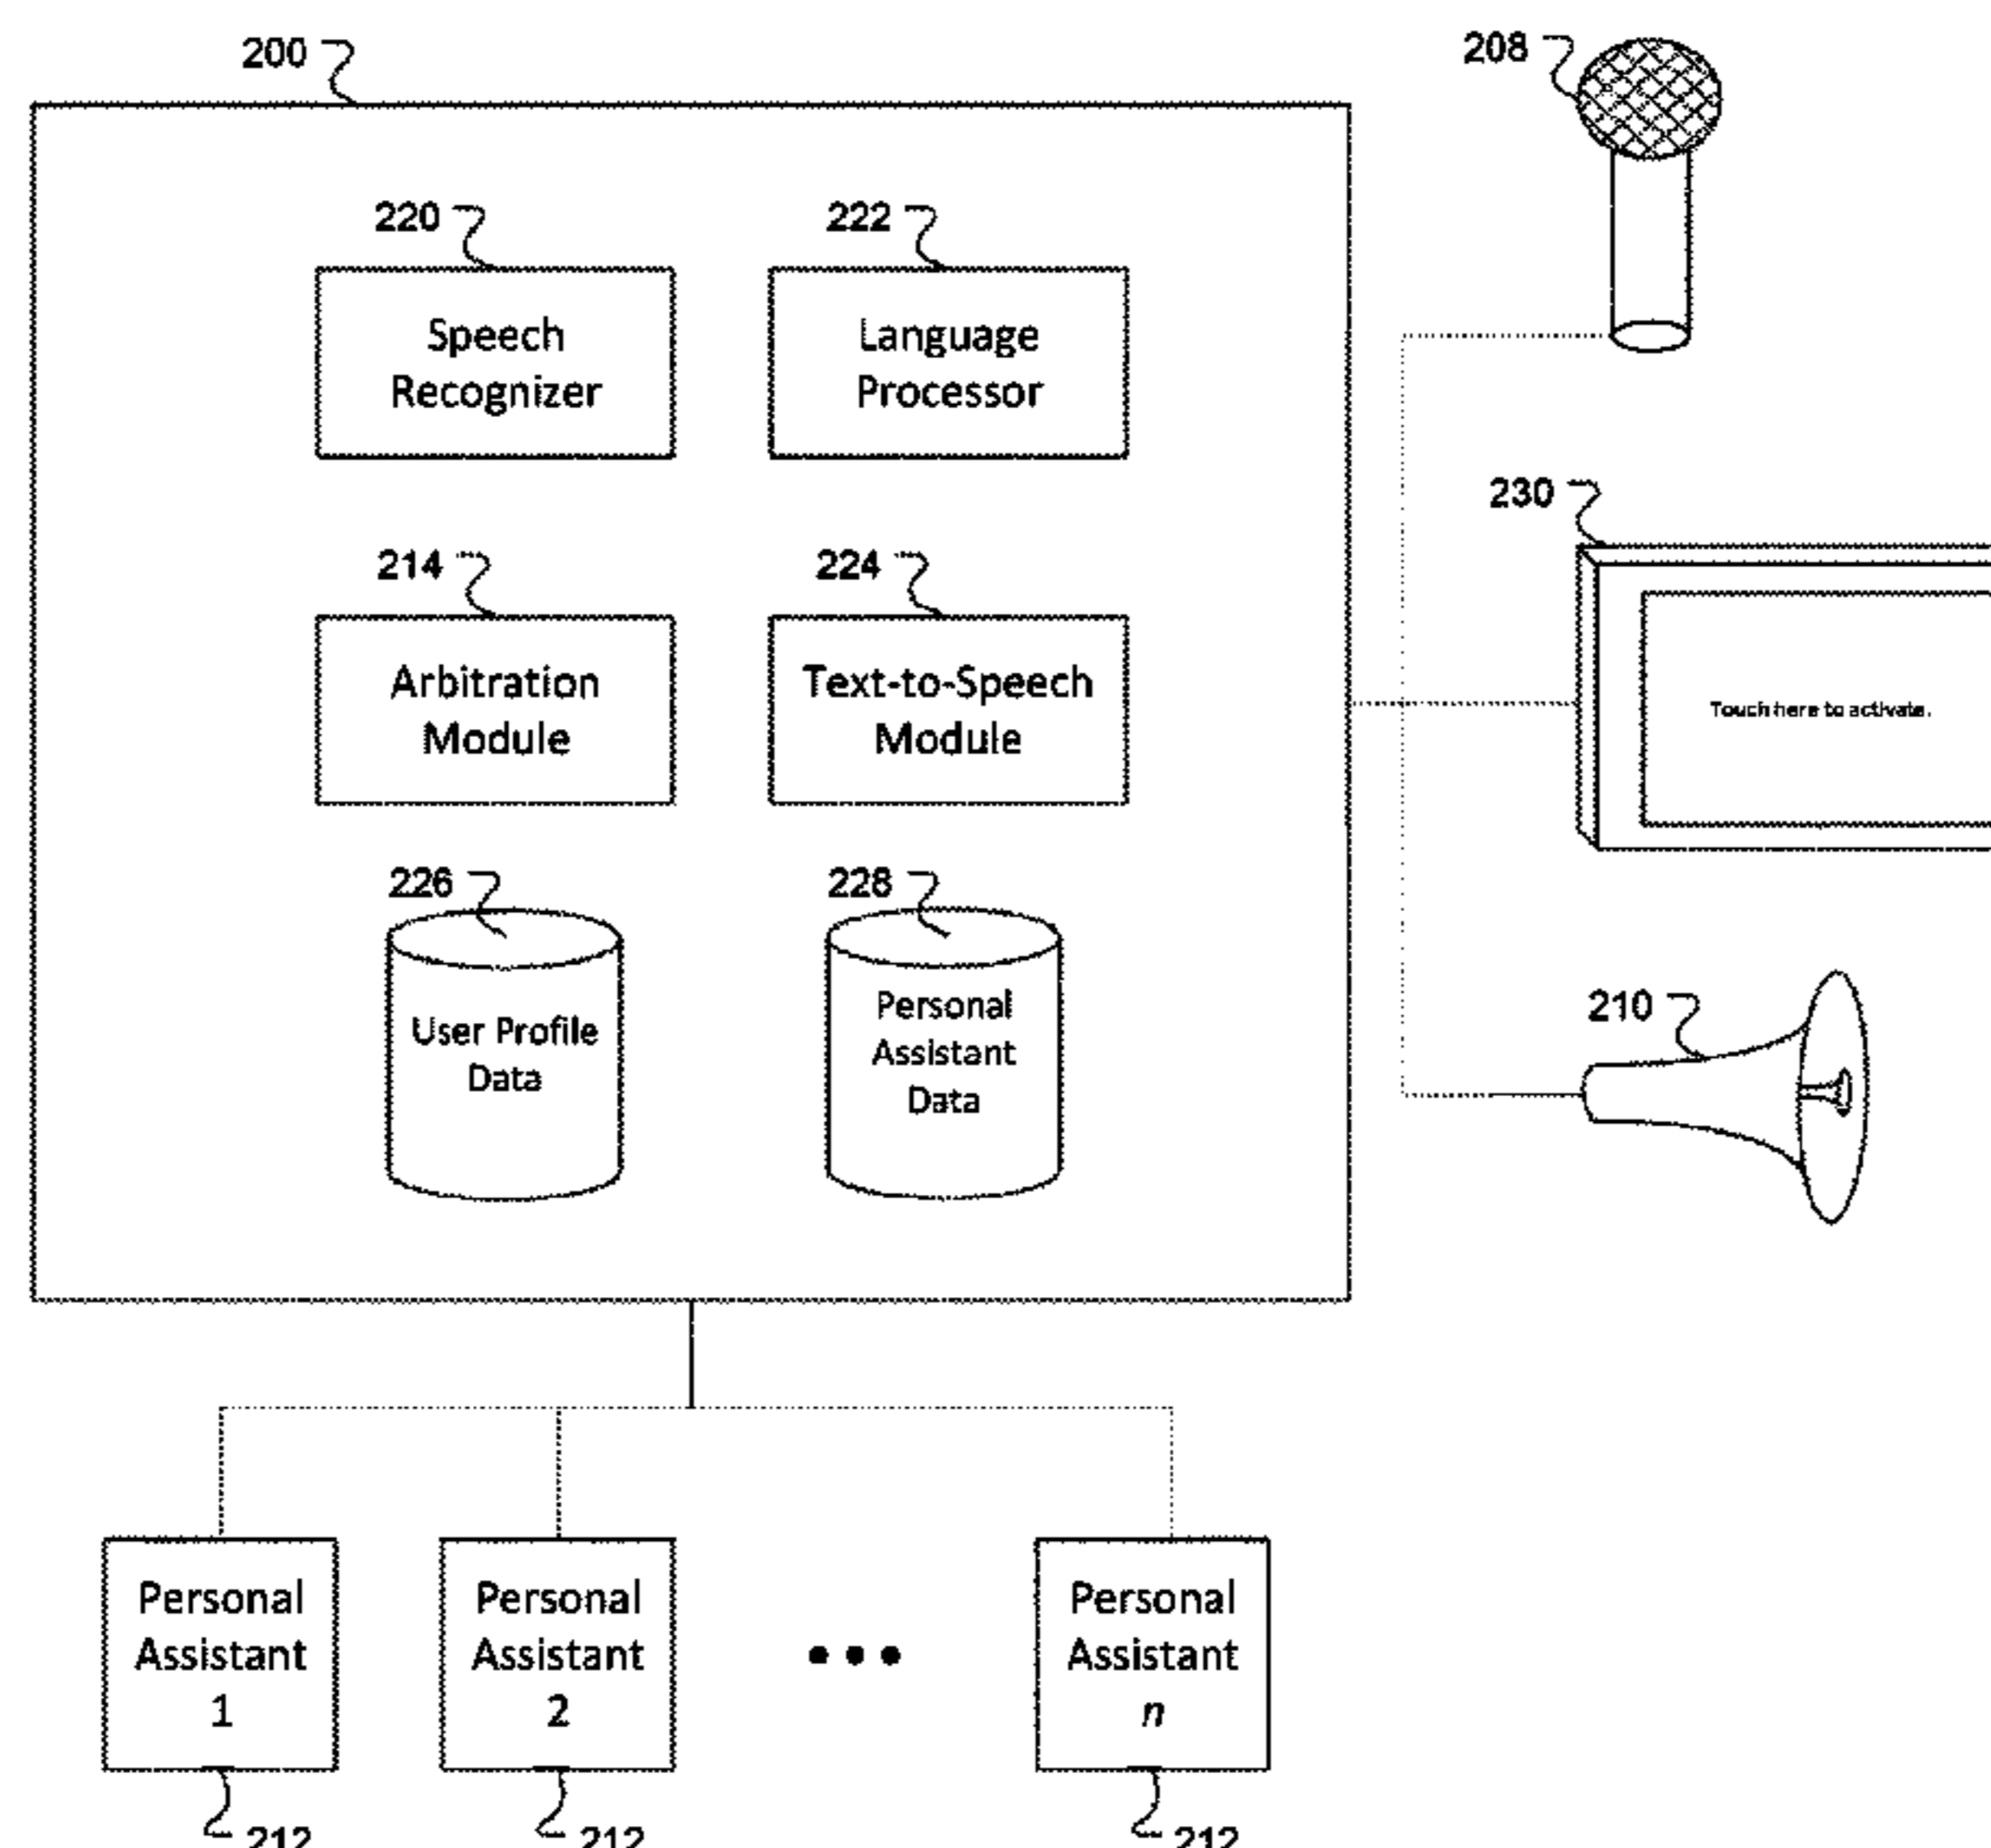 200
208
220
222
Speech
Recognizer
Language
Processor
230
214
224
Arbitration
Module
Text-to-Speech
Module
Touch here to activate.
226
228
User Profile
Data
Personal
Assistant
Data
210
Personal
Assistant
1
Personal
Assistant
2
•••
Personal
Assistant
n
212
212
212